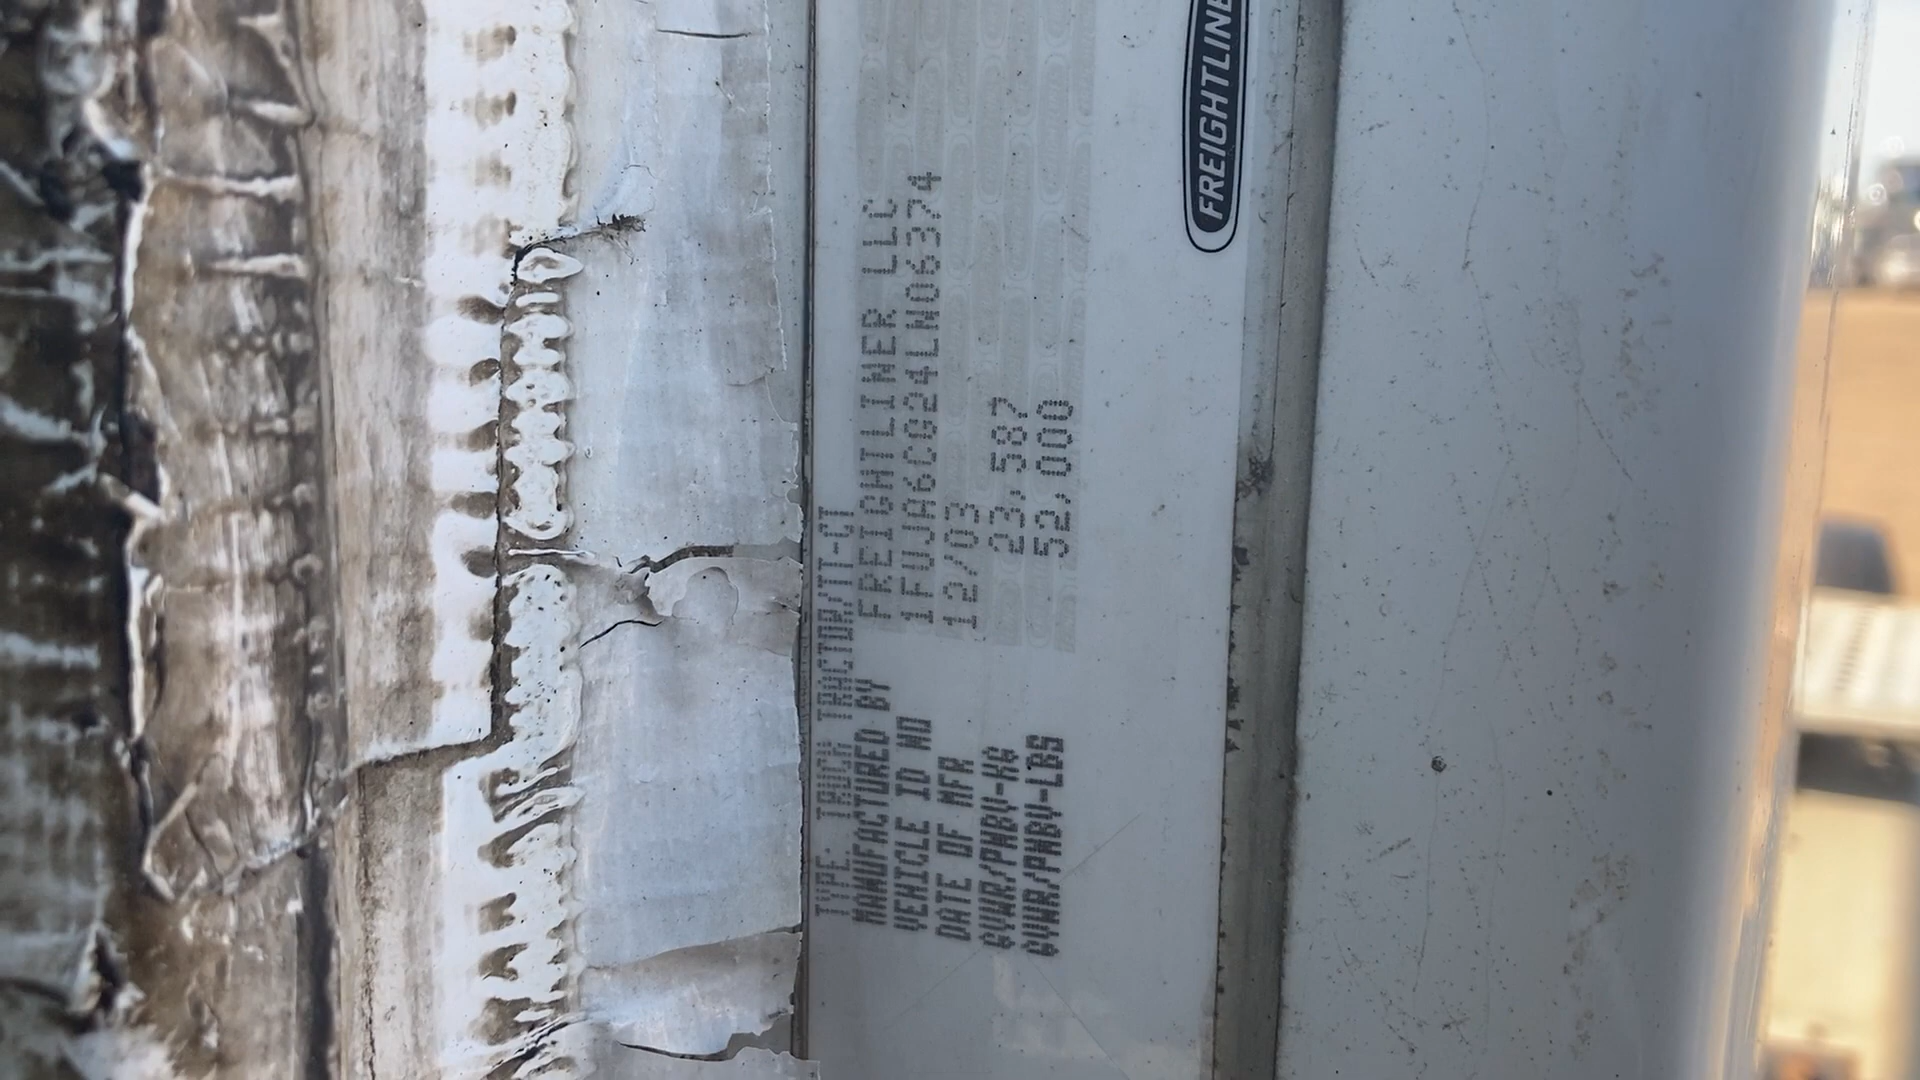 FREIGHTLINE
TYPE: TRUCK TRACTOR/TT-CT
MANUFACTURED BY FREIGHTLINER LLC
VEHICLE ID NO 1FUJA6CG24LN06374
DATE OF MFR 12/03
GVWR/PNBV-KG 23,587
GVWR/PNBV-LBS 52,000